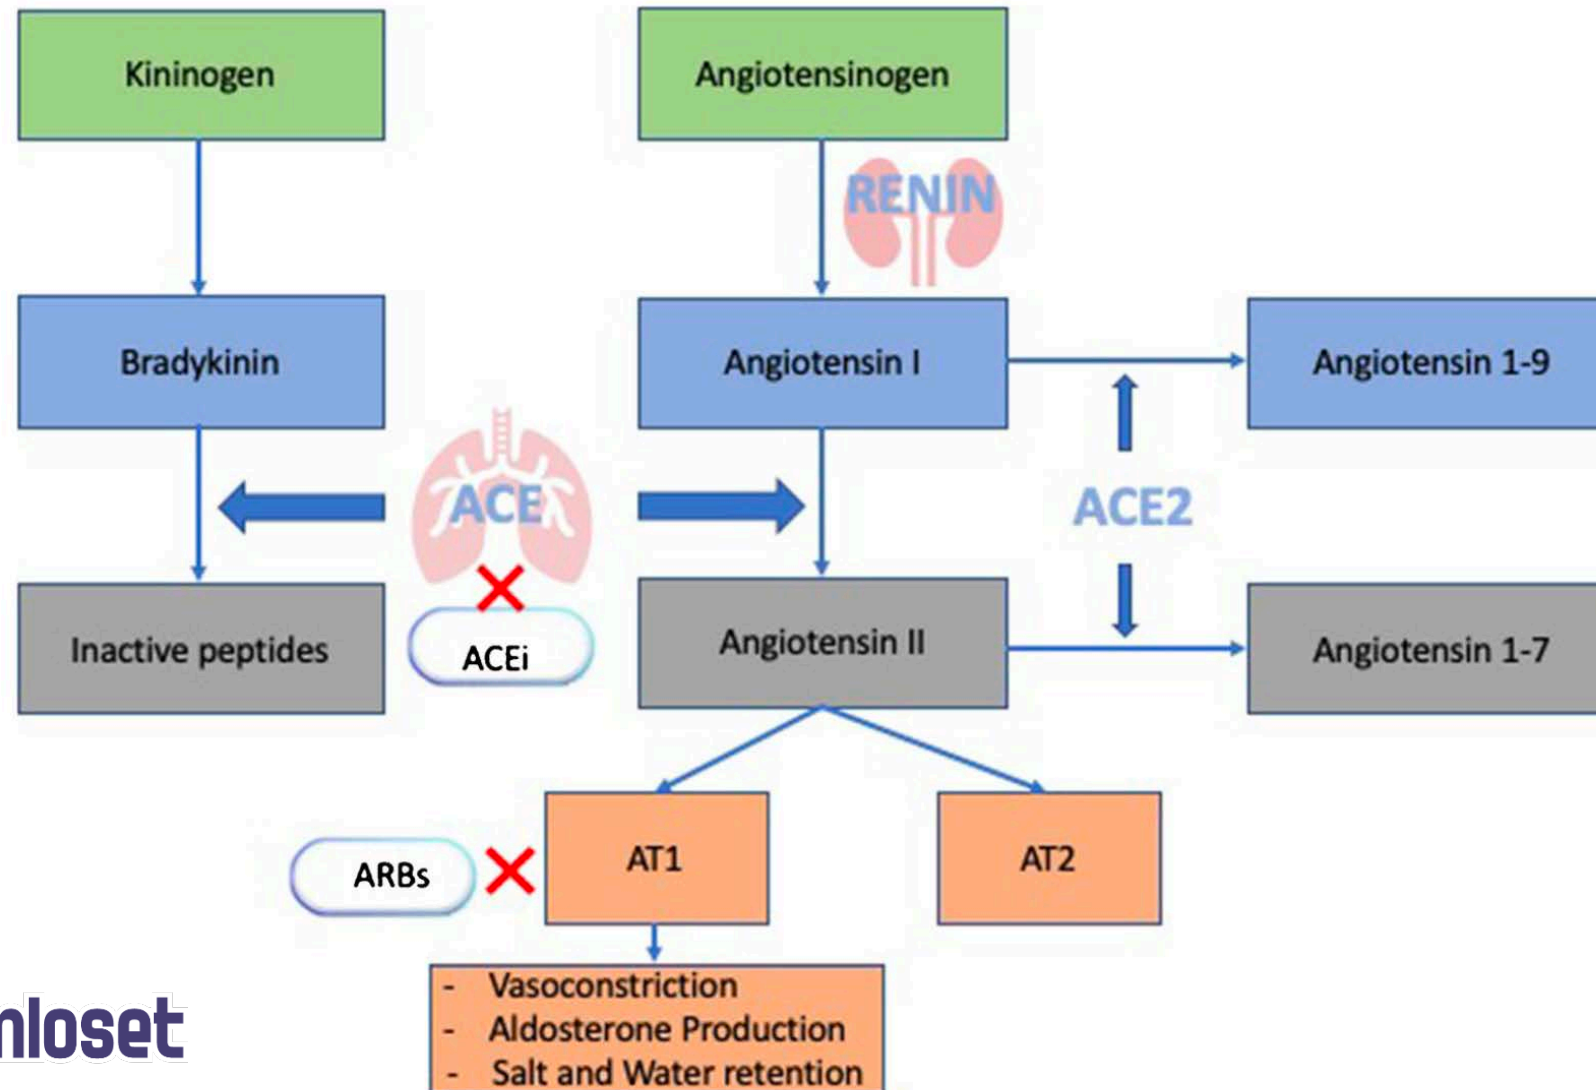 Kininogen
Angiotensinogen
RENIN
Bradykinin
Angiotensin I
Angiotensin 1-9
ACE
ACE2
Inactive peptides
ACEi
Angiotensin II
Angiotensin 1-7
ARBs
AT1
AT2
- Vasoconstriction
- Aldosterone Production
- Salt and Water retention